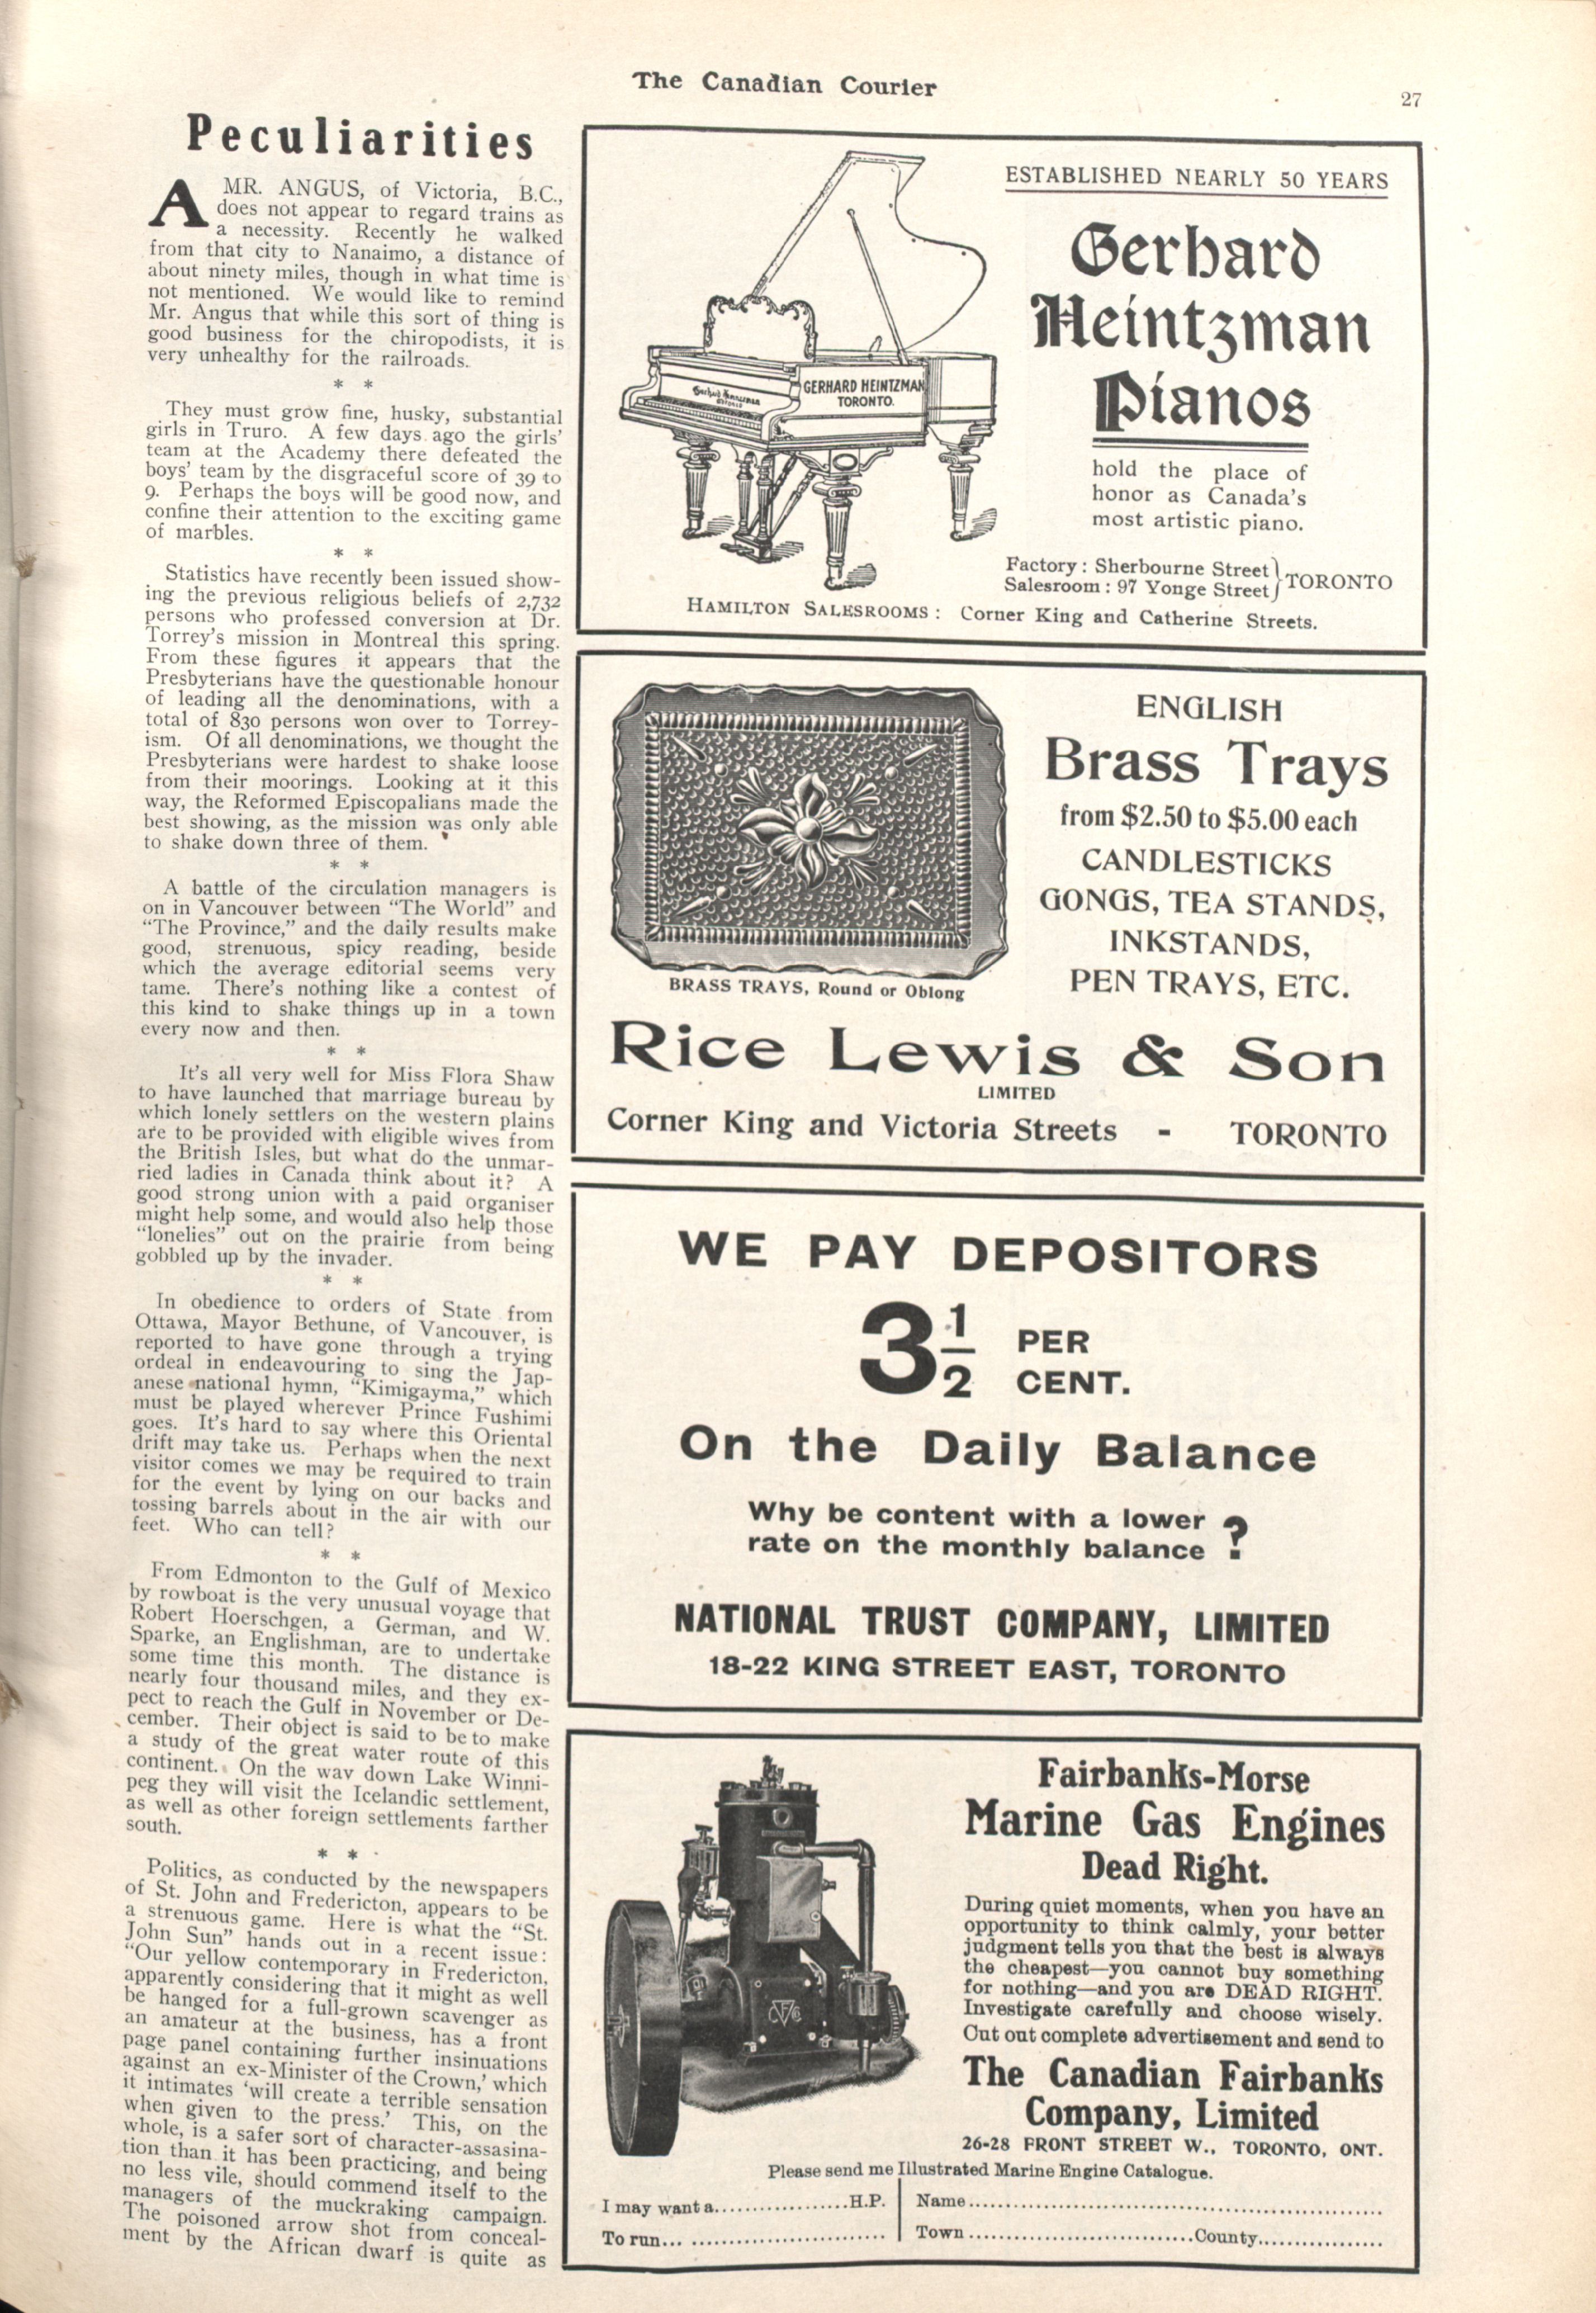 The Canadian Courier
27
Peculiarities
A MR. ANGUS, of Victoria, B.C.,
does not appear to regard trains as
a necessity. Recently he walked
from that city to Nanaimo, a distance of
about ninety miles, though in what time is
not mentioned. We would like to remind
Mr. Angus that while this sort of thing is
good business for the chiropodists, it is
very unhealthy for the railroads.
* *
They must grow fine, husky, substantial
girls in Truro. A few days ago the girls'
team at the Academy there defeated the
boys' team by the disgraceful score of 39 to
9. Perhaps the boys will be good now, and
confine their attention to the exciting game
of marbles.
* *
Statistics have recently been issued show-
ing the previous religious beliefs of 2,732
persons who professed conversion at Dr.
Torrey's mission in Montreal this spring.
From these figures it appears that the
Presbyterians have the questionable honour
of leading all the denominations, with a
total of 830 persons won over to Torrey-
ism. Of all denominations, we thought the
Presbyterians were hardest to shake loose
from their moorings. Looking at it this
way, the Reformed Episcopalians made the
best showing, as the mission was only able
to shake down three of them.
* *
A battle of the circulation managers is
on in Vancouver between "The World" and
"The Province," and the daily results make
good, strenuous, spicy reading, beside
which the average editorial seems very
tame. There's nothing like a contest of
this kind to shake things up in a town
every now and then.
* *
It's all very well for Miss Flora Shaw
to have launched that marriage bureau by
which lonely settlers on the western plains
are to be provided with eligible wives from
the British Isles, but what do the unmar-
ried ladies in Canada think about it? A
good strong union with a paid organiser
might help some, and would also help those
"lonelies" out on the prairie from being
gobbled up by the invader.
* *
In obedience to orders of State from
Ottawa, Mayor Bethune, of Vancouver, is
reported to have gone through a trying
ordeal in endeavouring to sing the Jap-
anese national hymn, "Kimigayma," which
must be played wherever Prince Fushimi
goes. It's hard to say where this Oriental
drift may take us. Perhaps when the next
visitor comes we may be required to train
for the event by lying on our backs and
tossing barrels about in the air with our
feet. Who can tell?
* *
From Edmonton to the Gulf of Mexico
by rowboat is the very unusual voyage that
Robert Hoerschgen, a German, and W.
Sparke, an Englishman, are to undertake
some time this month. The distance is
nearly four thousand miles, and they ex-
pect to reach the Gulf in November or De-
cember. Their object is said to be to make
a study of the great water route of this
continent. On the way down Lake Winni-
peg they will visit the Icelandic settlement,
as well as other foreign settlements farther
south.
* *
Politics, as conducted by the newspapers
of St. John and Fredericton, appears to be
a strenuous game. Here is what the "St.
John Sun" hands out in a recent issue:
"Our yellow contemporary in Fredericton,
apparently considering that it might as well
be hanged for a full-grown scavenger as
an amateur at the business, has a front
page panel containing further insinuations
against an ex-Minister of the Crown,' which
it intimates 'will create a terrible sensation
when given to the press.' This, on the
whole, is a safer sort of character-assasina-
tion than it has been practicing, and being
no less vile, should commend itself to the
managers of the muckraking campaign.
The poisoned arrow shot from conceal-
ment by the African dwarf is quite as
ESTABLISHED NEARLY 50 YEARS
Gerhard
Heintzman
Pianos
hold the place of
honor as Canada's
most artistic piano.
Gerhard Heintzman
TORONTO
GERHARD HEINTZMAN
TORONTO.
Factory: Sherbourne Street
Salesroom: 97 Yonge Street } TORONTO
HAMILTON SALESROOMS: Corner King and Catherine Streets.
ENGLISH
Brass Trays
from $2.50 to $5.00 each
CANDLESTICKS
GONGS, TEA STANDS,
INKSTANDS,
PEN TRAYS, ETC.
BRASS TRAYS, Round or Oblong
Rice Lewis & Son
LIMITED
Corner King and Victoria Streets - TORONTO
WE PAY DEPOSITORS
3½ PER
CENT.
On the Daily Balance
Why be content with a lower
rate on the monthly balance ?
NATIONAL TRUST COMPANY, LIMITED
18-22 KING STREET EAST, TORONTO
Fairbanks-Morse
Marine Gas Engines
Dead Right.
During quiet moments, when you have an
opportunity to think calmly, your better
judgment tells you that the best is always
the cheapest—you cannot buy something
for nothing—and you are DEAD RIGHT.
Investigate carefully and choose wisely.
Cut out complete advertisement and send to
The Canadian Fairbanks
Company, Limited
26-28 FRONT STREET W., TORONTO, ONT.
Please send me Illustrated Marine Engine Catalogue.
I may want a..................H.P.
To run... ..........................
Name........................................................
Town..............................County.................